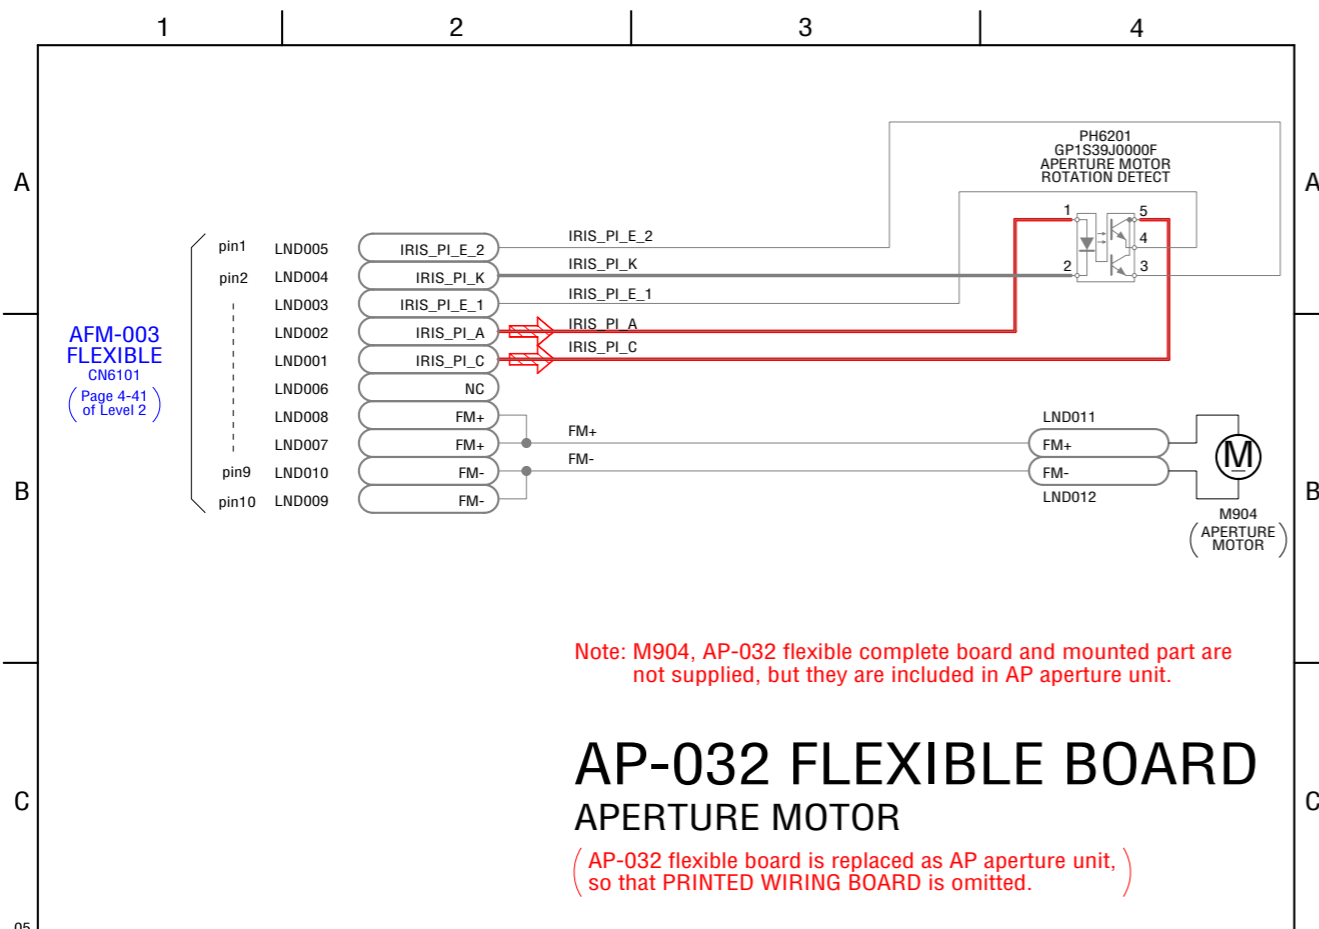 1 2 3 4
A A
PH6201
GP1S39J0000F
APERTURE MOTOR
ROTATION DETECT
1 5
4
2 3
pin1 LND005 IRIS_PI_E_2 IRIS_PI_E_2
pin2 LND004 IRIS_PI_K IRIS_PI_K
LND003 IRIS_PI_E_1 IRIS_PI_E_1
LND002 IRIS_PI_A IRIS_PI_A
LND001 IRIS_PI_C IRIS_PI_C
LND006 NC
LND008 FM+
LND007 FM+ FM+
pin9 LND010 FM- FM-
pin10 LND009 FM-
AFM-003
FLEXIBLE
CN6101
(Page 4-41
of Level 2)
LND011
FM+
FM-
LND012
M
M904
(APERTURE
MOTOR)
B B
Note: M904, AP-032 flexible complete board and mounted part are
not supplied, but they are included in AP aperture unit.
AP-032 FLEXIBLE BOARD
C C
APERTURE MOTOR
(AP-032 flexible board is replaced as AP aperture unit,
so that PRINTED WIRING BOARD is omitted.)
05